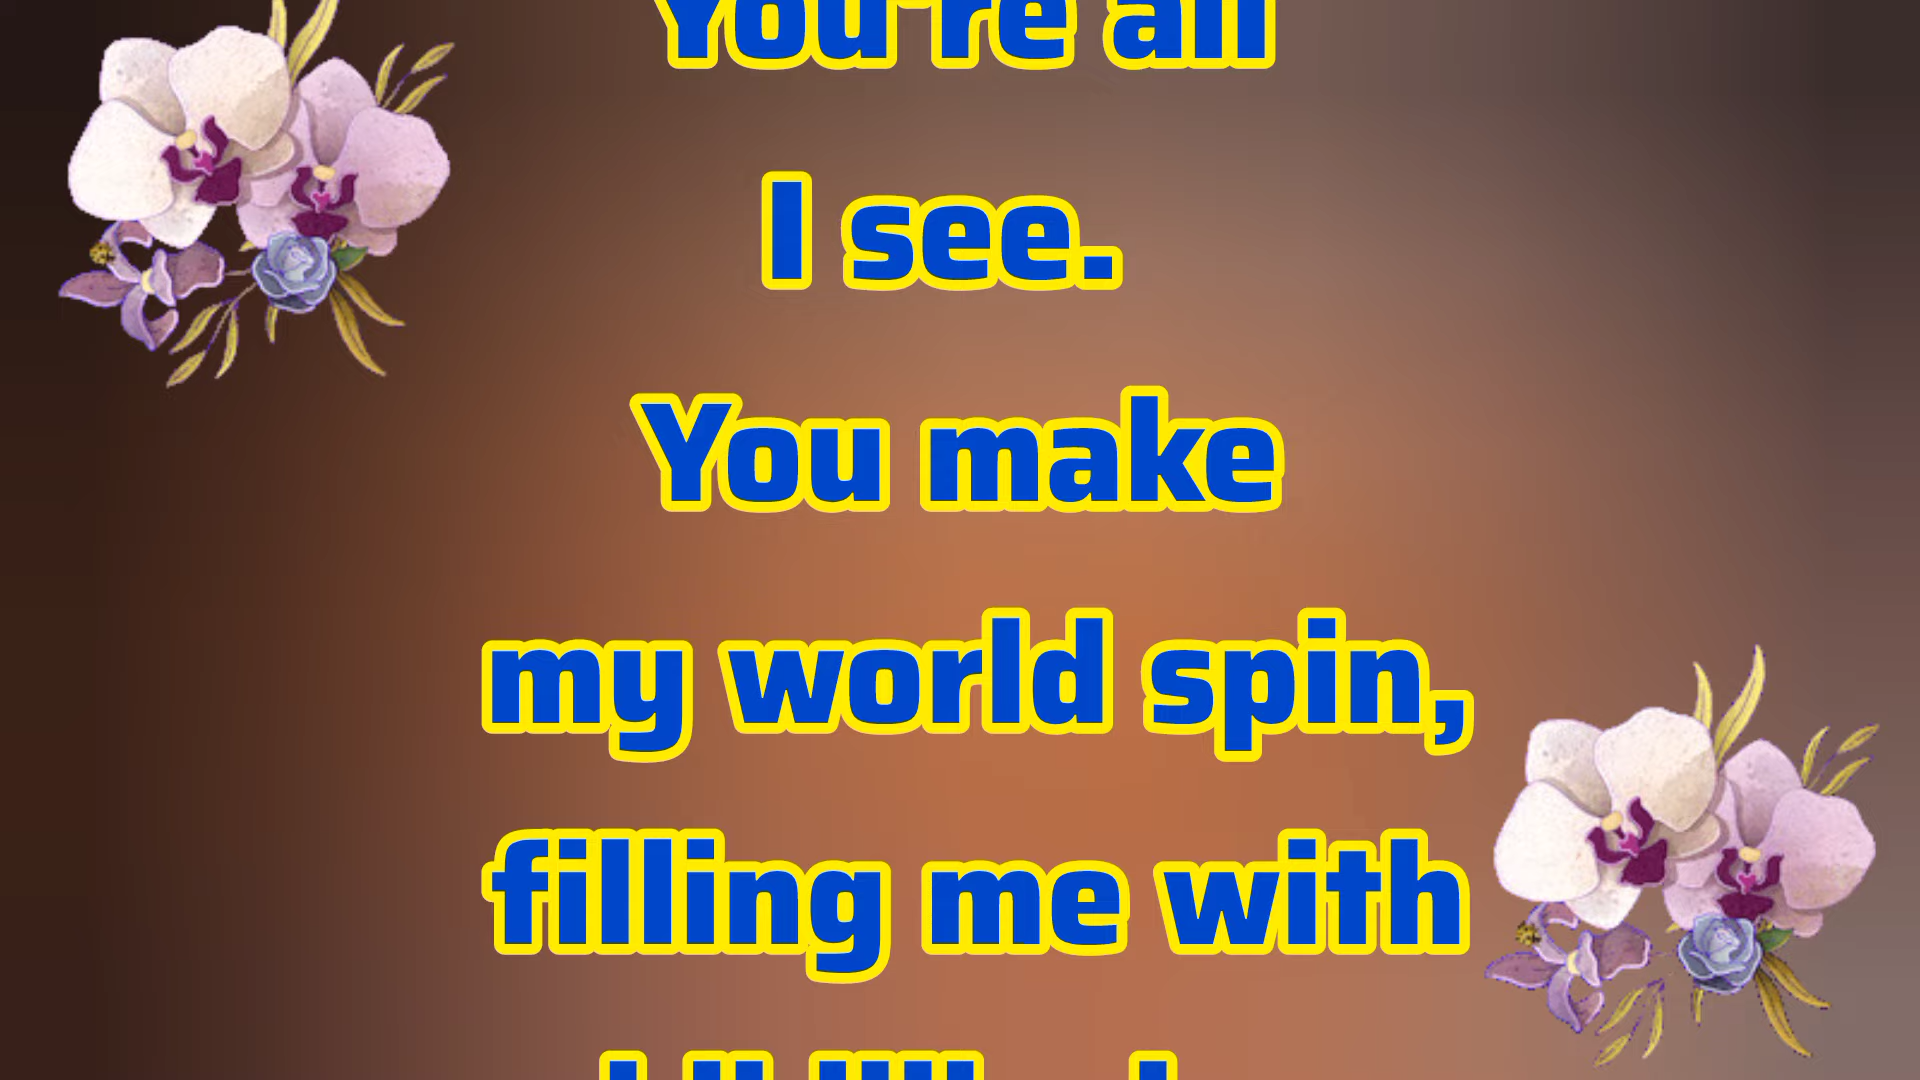 You're all
I see.
You make
my world spin,
filling me with